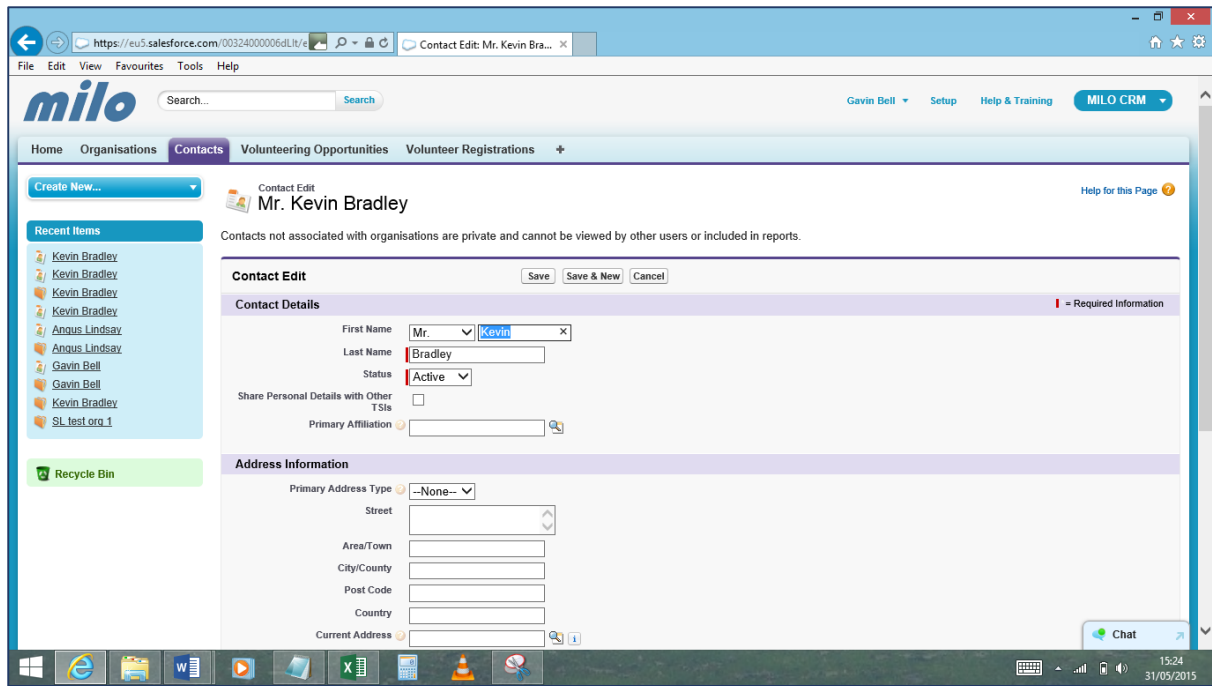 https://eu5.salesforce.com/00324000006dLIt/e
Contact Edit: Mr. Kevin Bra...
File Edit View Favourites Tools Help
milo
Search...
Search
Gavin Bell
Setup
Help & Training
MILO CRM
Home Organisations Contacts Volunteering Opportunities Volunteer Registrations +
Create New...
Recent Items
Kevin Bradley
Kevin Bradley
Kevin Bradley
Kevin Bradley
Angus Lindsay
Angus Lindsay
Gavin Bell
Gavin Bell
Kevin Bradley
SL test org 1
Recycle Bin
Contact Edit
Mr. Kevin Bradley
Help for this Page ?
Contacts not associated with organisations are private and cannot be viewed by other users or included in reports.
Contact Edit Save Save & New Cancel
Contact Details = Required Information
First Name Mr. Kevin
Last Name Bradley
Status Active
Share Personal Details with Other
TSIs
Primary Affiliation
Address Information
Primary Address Type --None--
Street
Area/Town
City/County
Post Code
Country
Current Address i
Chat
15:24
31/05/2015